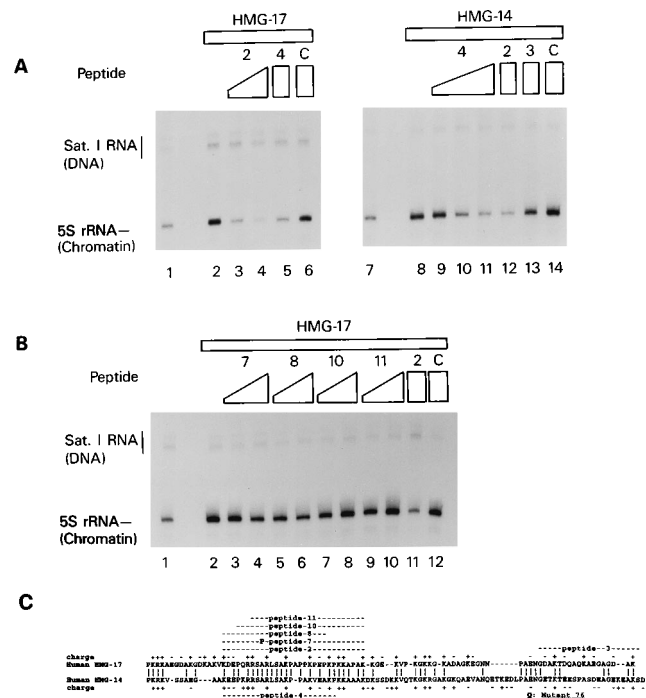 HMG-17
HMG-14
2 4 C
4 2 3 C
A
Peptide
Sat. I RNA
(DNA)
5S rRNA—
(Chromatin)
1 2 3 4 5 6 7 8 9 10 11 12 13 14
HMG-17
B
7 8 10 11 2 C
Peptide
Sat. I RNA
(DNA)
5S rRNA—
(Chromatin)
1 2 3 4 5 6 7 8 9 10 11 12
C
peptide-11
peptide-10
peptide-8
P peptide-7
peptide-2
peptide-3
charge
Human HMG-17
Human HMG-14
charge
peptide-4
Q: Mutant 76